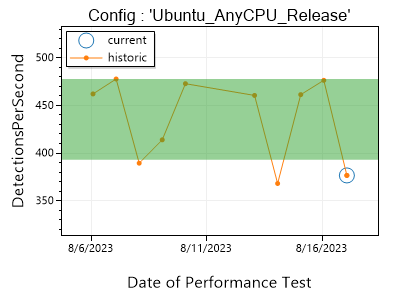 Config : 'Ubuntu_AnyCPU_Release'
current
historic
DetectionsPerSecond
500
450
400
350
8/6/2023
8/11/2023
8/16/2023
Date of Performance Test